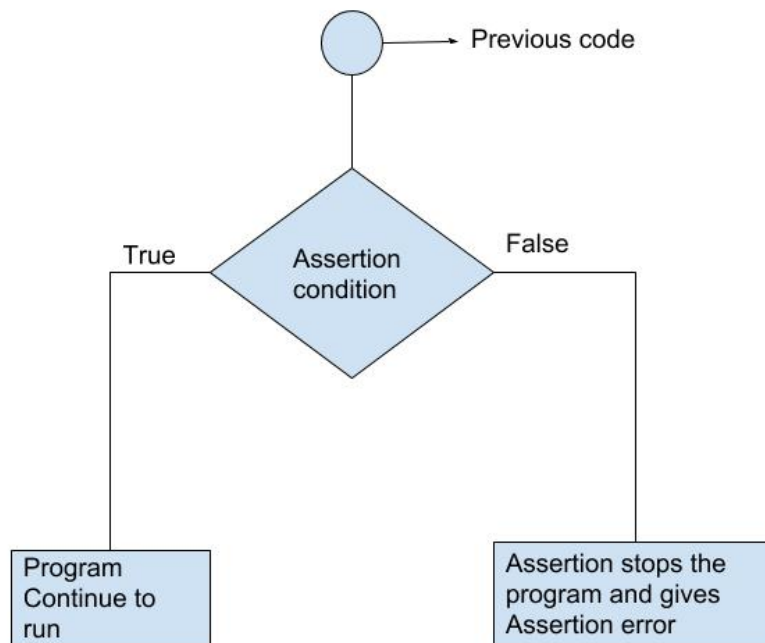 Previous code
True
False
Assertion
condition
Program
Continue to
run
Assertion stops the
program and gives
Assertion error